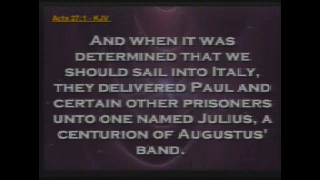 Acts 27:1 - KJV
AND WHEN IT WAS
DETERMINED THAT WE
SHOULD SAIL INTO ITALY,
THEY DELIVERED PAUL AND
CERTAIN OTHER PRISONERS
UNTO ONE NAMED JULIUS, A
CENTURION OF AUGUSTUS'
BAND.